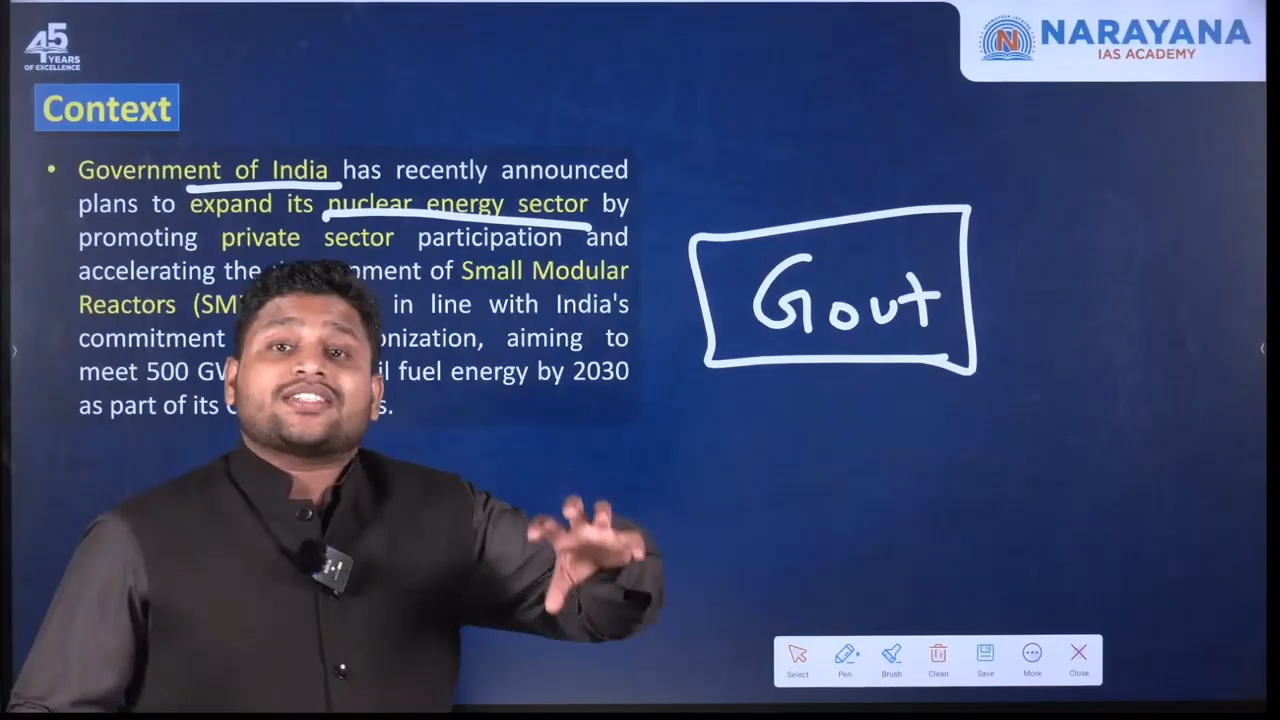 45
YEARS
OF EXCELLENCE
NARAYANA
IAS ACADEMY
Context
• Government of India has recently announced
plans to expand its nuclear energy sector by
promoting private sector participation and
accelerating the of Small Modular
Reactors in line with India's
commitment aiming to
meet 500 fuel energy by 2030
as part of its
Govt
Select
Pen
Brush
Clean
Save
More
Close